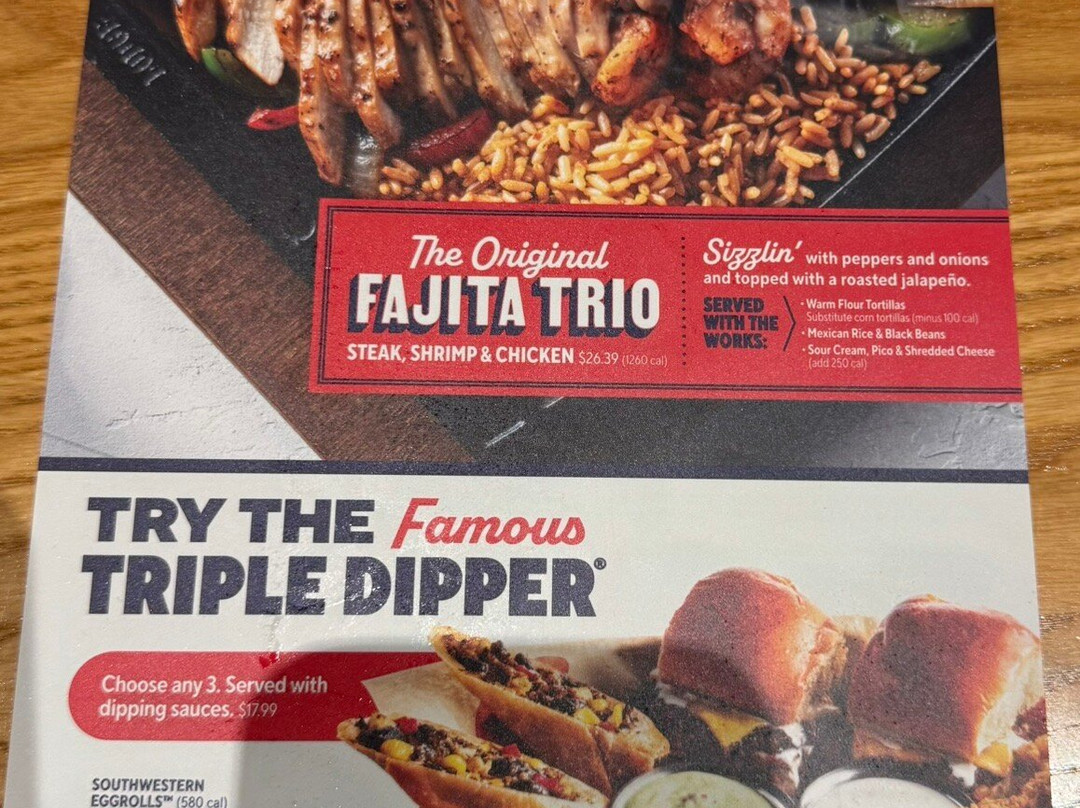 LODGE
The Original
FAJITA TRIO
STEAK, SHRIMP & CHICKEN $26.39 (1260 cal)
Sizzlin' with peppers and onions
and topped with a roasted jalapeño.
SERVED
WITH THE
WORKS:
• Warm Flour Tortillas
Substitute corn tortillas (minus 100 cal)
• Mexican Rice & Black Beans
• Sour Cream, Pico & Shredded Cheese
(add 250 cal)
TRY THE Famous
TRIPLE DIPPER®
Choose any 3. Served with
dipping sauces. $17.99
SOUTHWESTERN
EGGROLLS™ (580 cal)